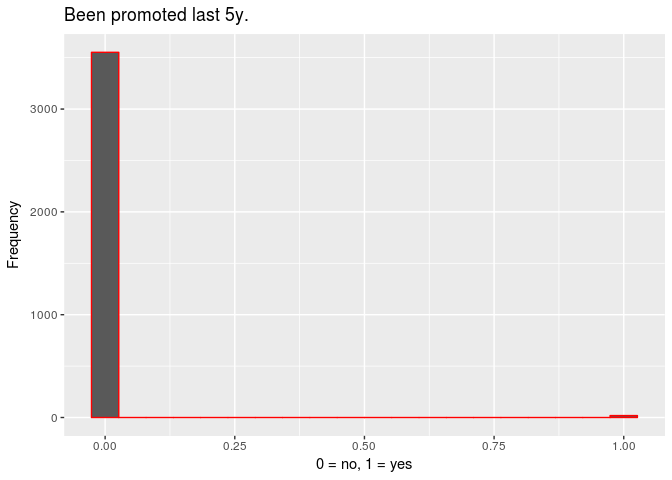 Been promoted last 5y.
Frequency
3000
2000
1000
0
0.00 0.25 0.50 0.75 1.00
0 = no, 1 = yes